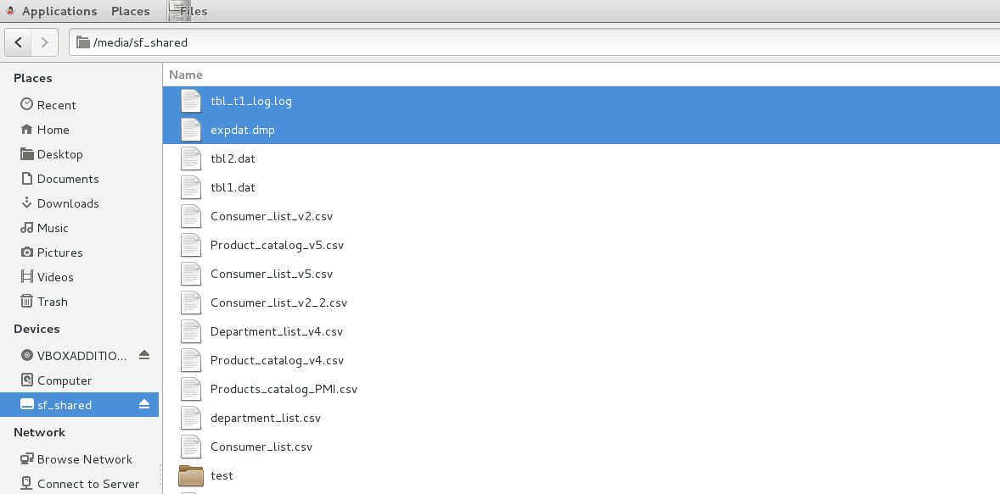 Applications Places Files
/media/sf_shared
Places
Recent
Home
Desktop
Documents
Downloads
Music
Pictures
Videos
Trash
Devices
VBOXADDITIO...
Computer
sf_shared
Network
Browse Network
Connect to Server
Name
tbl_t1_log.log
expdat.dmp
tbl2.dat
tbl1.dat
Consumer_list_v2.csv
Product_catalog_v5.csv
Consumer_list_v5.csv
Consumer_list_v2_2.csv
Department_list_v4.csv
Product_catalog_v4.csv
Products_catalog_PMI.csv
department_list.csv
Consumer_list.csv
test